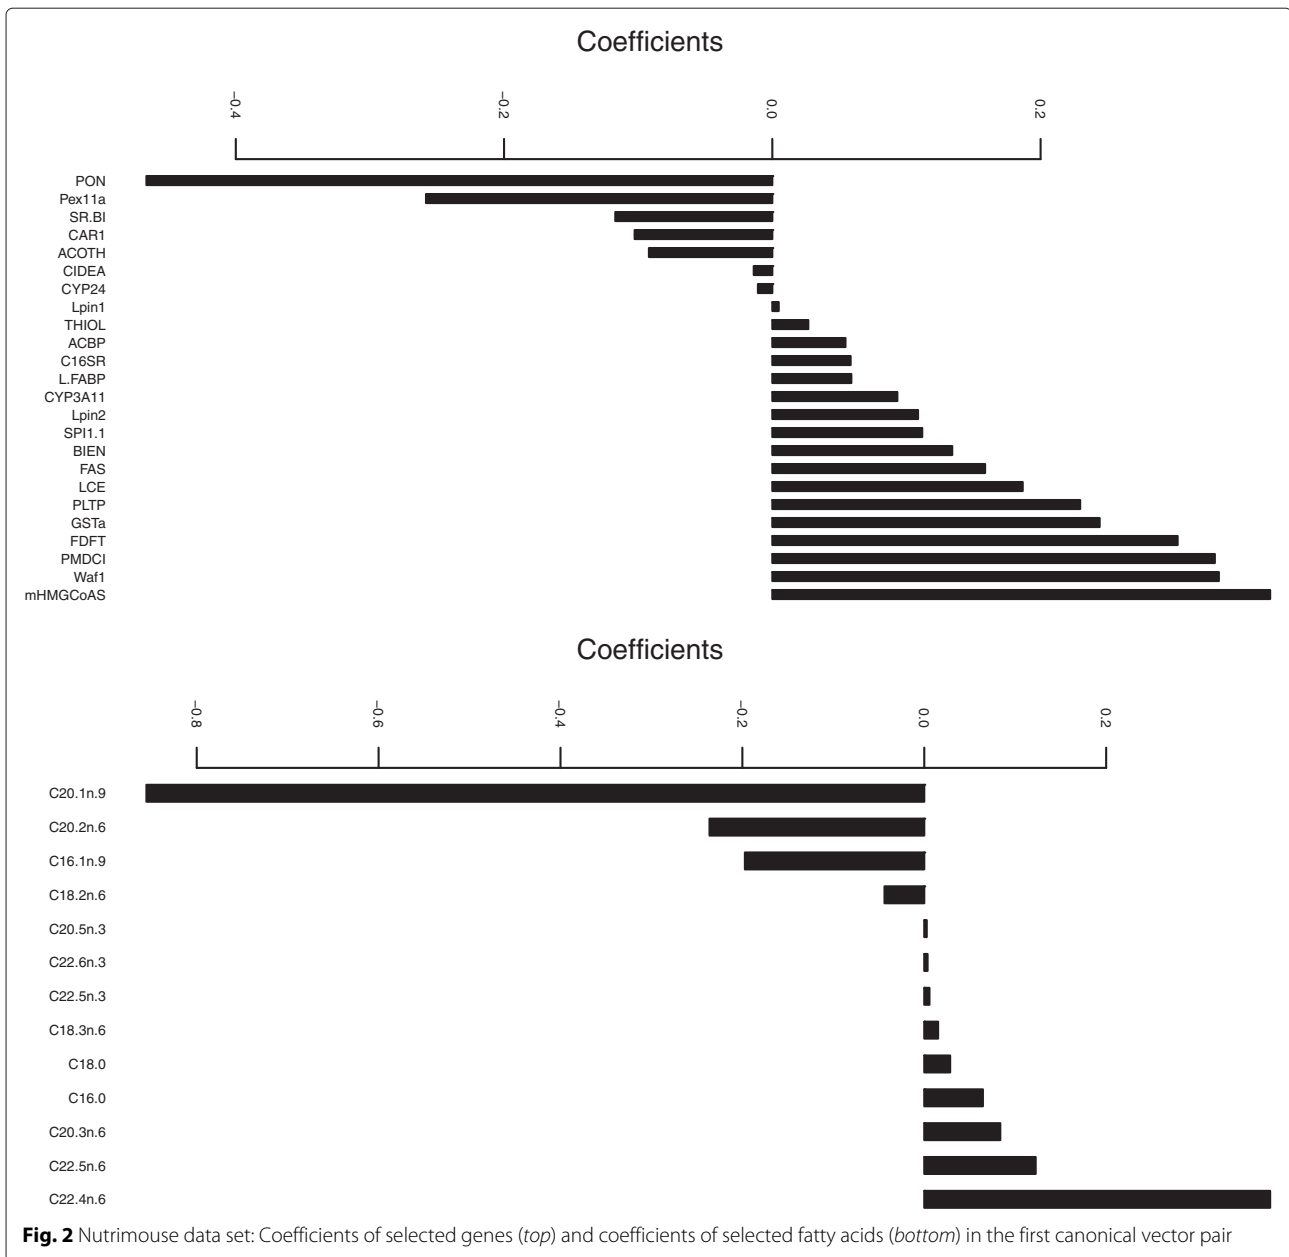 Coefficients
−0.4 −0.2 0.0 0.2
PON
Pex11a
SR.BI
CAR1
ACOTH
CIDEA
CYP24
Lpin1
THIOL
ACBP
C16SR
L.FABP
CYP3A11
Lpin2
SPI1.1
BIEN
FAS
LCE
PLTP
GSTa
FDFT
PMDCI
Waf1
mHMGCoAS
Coefficients
−0.8 −0.6 −0.4 −0.2 0.0 0.2
C20.1n.9
C20.2n.6
C16.1n.9
C18.2n.6
C20.5n.3
C22.6n.3
C22.5n.3
C18.3n.6
C18.0
C16.0
C20.3n.6
C22.5n.6
C22.4n.6
Fig. 2 Nutrimouse data set: Coefficients of selected genes (top) and coefficients of selected fatty acids (bottom) in the first canonical vector pair